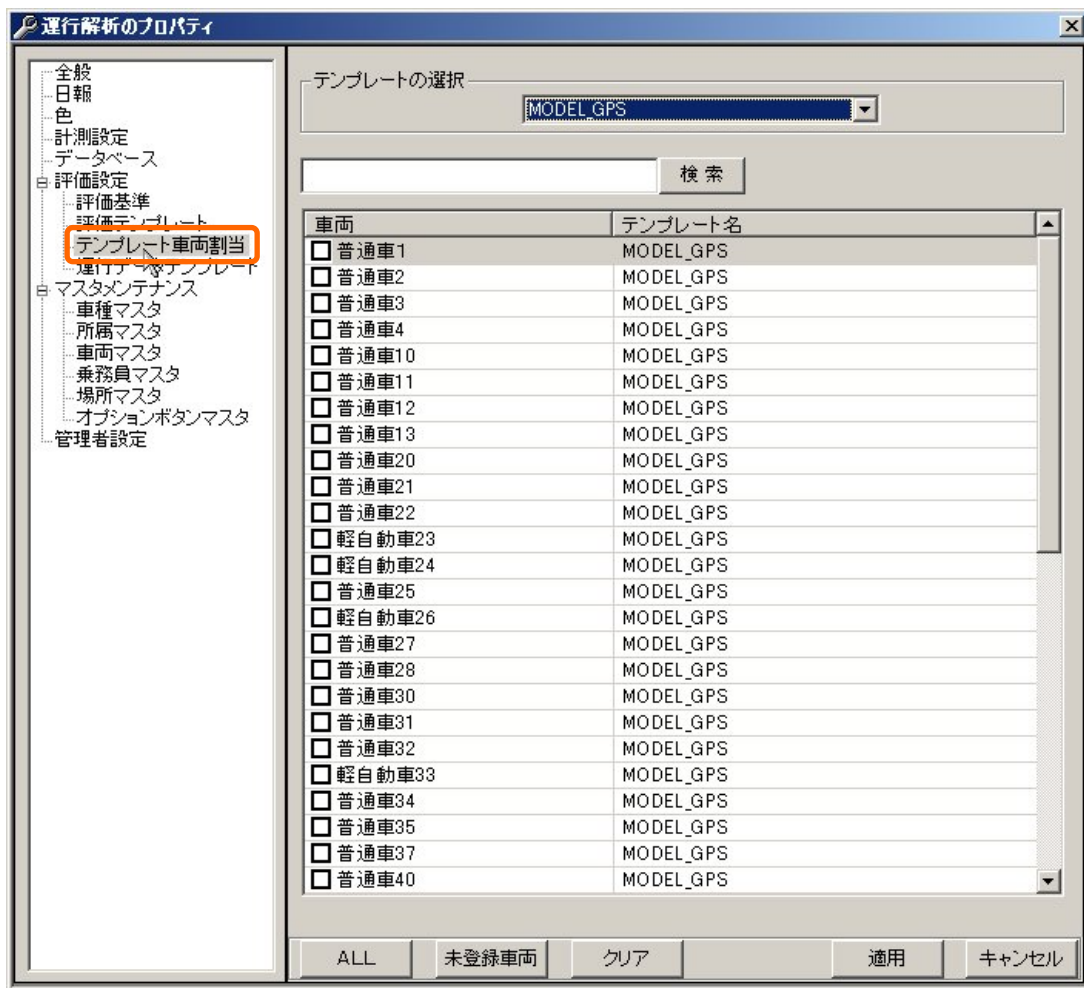 運行解析のプロパティ
全般
日報
色
計測設定
データベース
評価設定
評価基準
評価テンプレート
テンプレート車両割当
運行データテンプレート
マスタメンテナンス
車種マスタ
所属マスタ
車両マスタ
乗務員マスタ
場所マスタ
オプションボタンマスタ
管理者設定
テンプレートの選択
MODEL_GPS
検索
車両 テンプレート名
普通車1 MODEL_GPS
普通車2 MODEL_GPS
普通車3 MODEL_GPS
普通車4 MODEL_GPS
普通車10 MODEL_GPS
普通車11 MODEL_GPS
普通車12 MODEL_GPS
普通車13 MODEL_GPS
普通車20 MODEL_GPS
普通車21 MODEL_GPS
普通車22 MODEL_GPS
軽自動車23 MODEL_GPS
軽自動車24 MODEL_GPS
普通車25 MODEL_GPS
軽自動車26 MODEL_GPS
普通車27 MODEL_GPS
普通車28 MODEL_GPS
普通車30 MODEL_GPS
普通車31 MODEL_GPS
普通車32 MODEL_GPS
軽自動車33 MODEL_GPS
普通車34 MODEL_GPS
普通車35 MODEL_GPS
普通車37 MODEL_GPS
普通車40 MODEL_GPS
ALL 未登録車両 クリア 適用 キャンセル